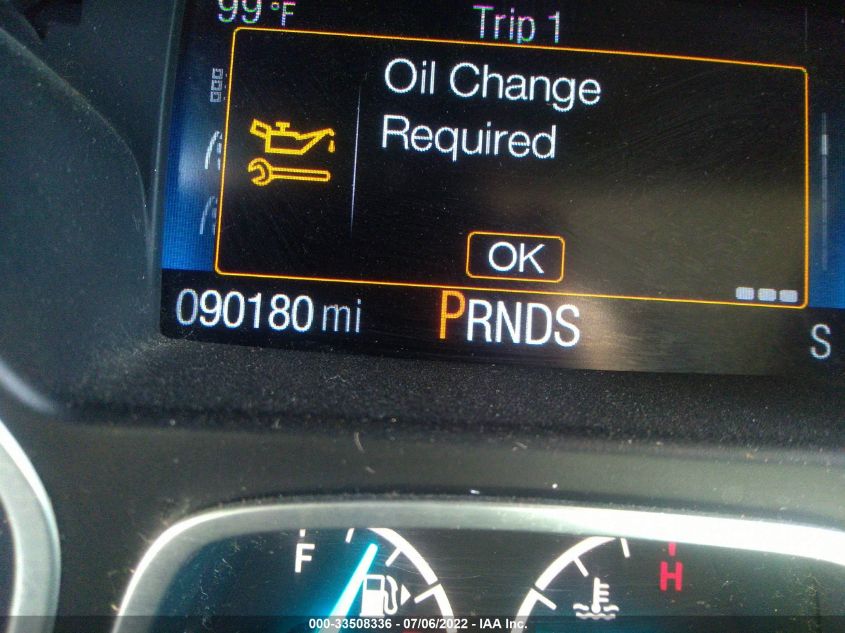 99°F
Trip 1
Oil Change
Required
OK
090180 mi
PRNDS
S
F
H
000-33508336 - 07/06/2022 - IAA Inc.